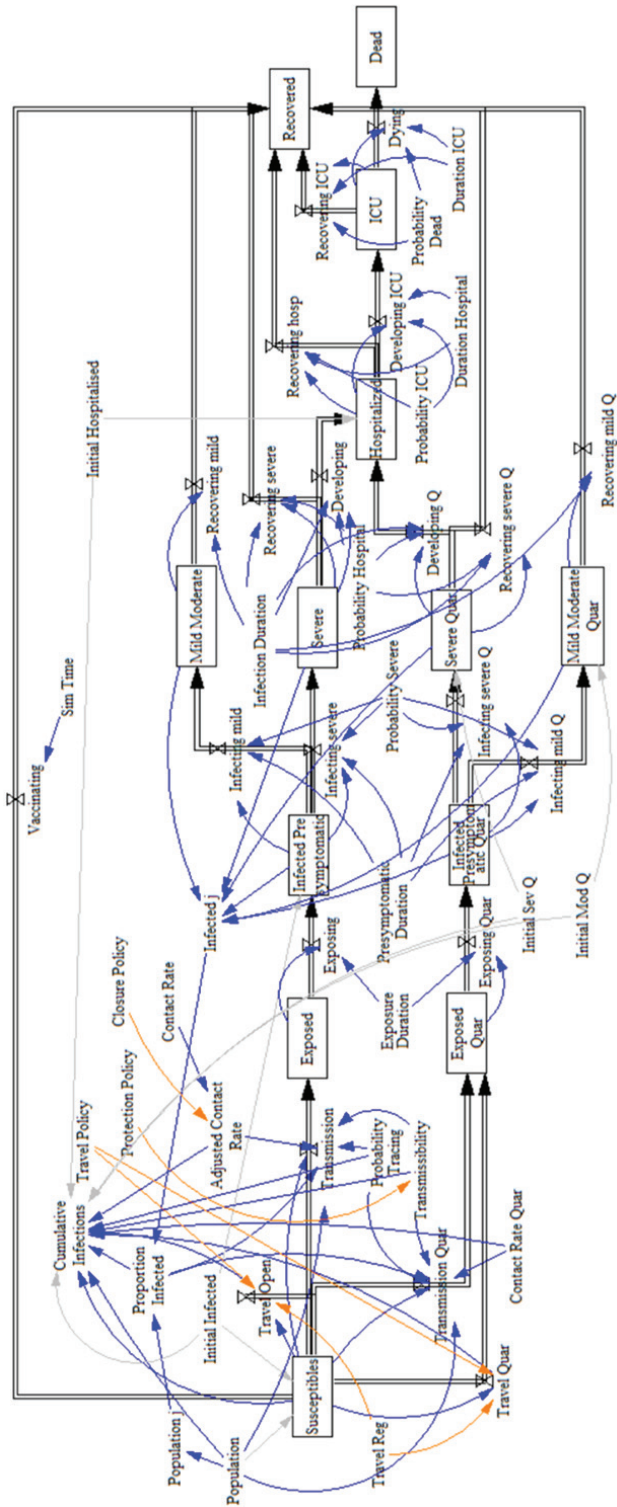 Vaccinating
Sim Time
Cumulative
Infections
Travel Policy
Protection Policy
Closure Policy
Contact Rate
Initial Hospitalised
Population j
Population
Proportion
Infected
Initial Infected
Adjusted Contact
Rate
Infected j
Susceptibles
Travel Open
Transmission
Exposed
Exposing
Infected Pre
symptomatic
Infecting mild
Infecting severe
Mild Moderate
Recovering mild
Infection Duration
Severe
Recovering severe
Developing
Probability Hospital
Hospitalized
Recovering hosp
Developing ICU
Probability ICU
Duration Hospital
ICU
Recovering ICU
Probability
Dead
Dying
Duration ICU
Recovered
Dead
Travel Reg
Travel Quar
Transmission Quar
Contact Rate Quar
Probability
Tracing
Transmissibility
Exposure
Duration
Exposed
Quar
Exposing Quar
Presymptomatic
Duration
Infected
Presymptom
atic Quar
Initial Sev Q
Initial Mod Q
Probability Severe
Infecting severe Q
Infecting mild Q
Severe Quar
Developing Q
Recovering severe Q
Mild Moderate
Quar
Recovering mild Q